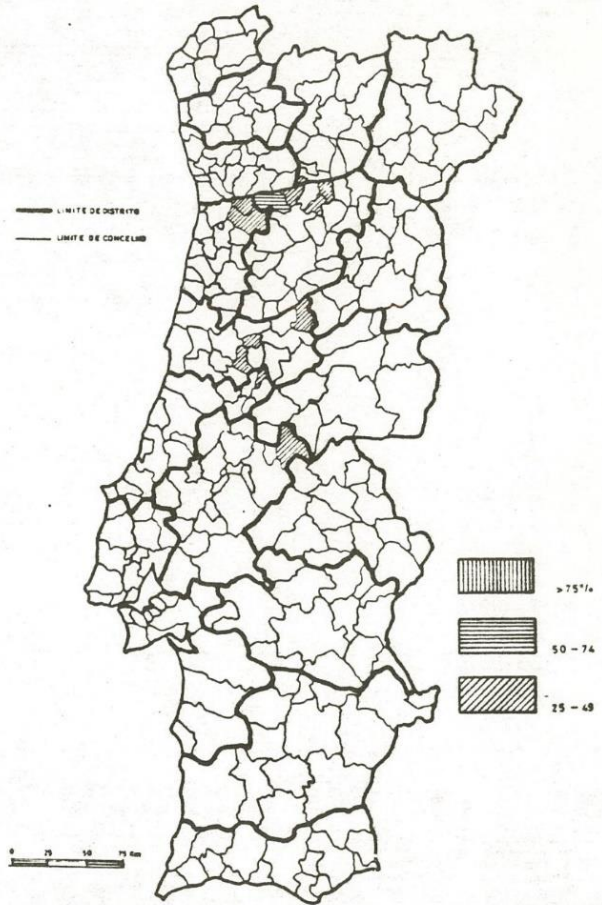 LIMITE DE DISTRITO
LIMITE DE CONCELHO
>75%
50-74
25-49
0 25 50 75 Km